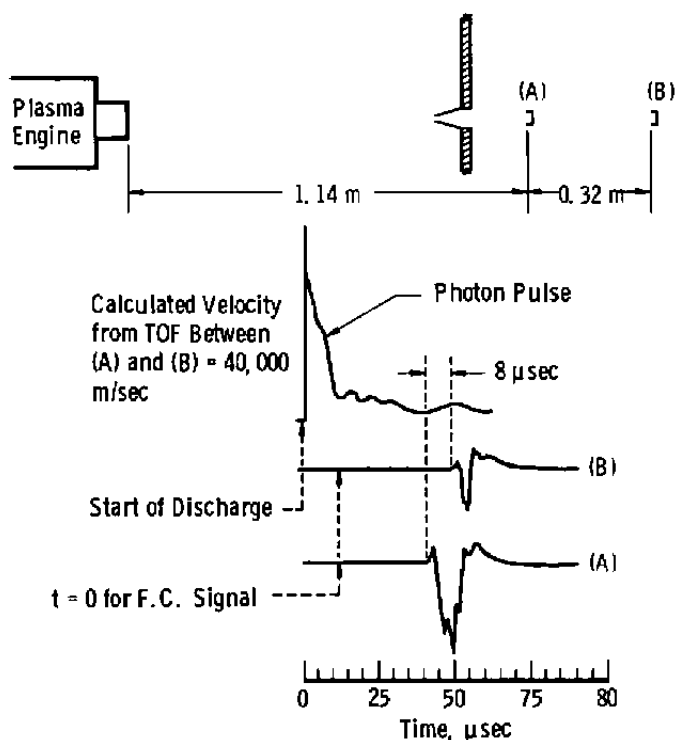 Plasma
Engine
(A)
(B)
1.14 m
0.32 m
Calculated Velocity
from TOF Between
(A) and (B) = 40,000
m/sec
Photon Pulse
8 μsec
(B)
Start of Discharge
(A)
t = 0 for F.C. Signal
0 25 50 75 80
Time, μsec